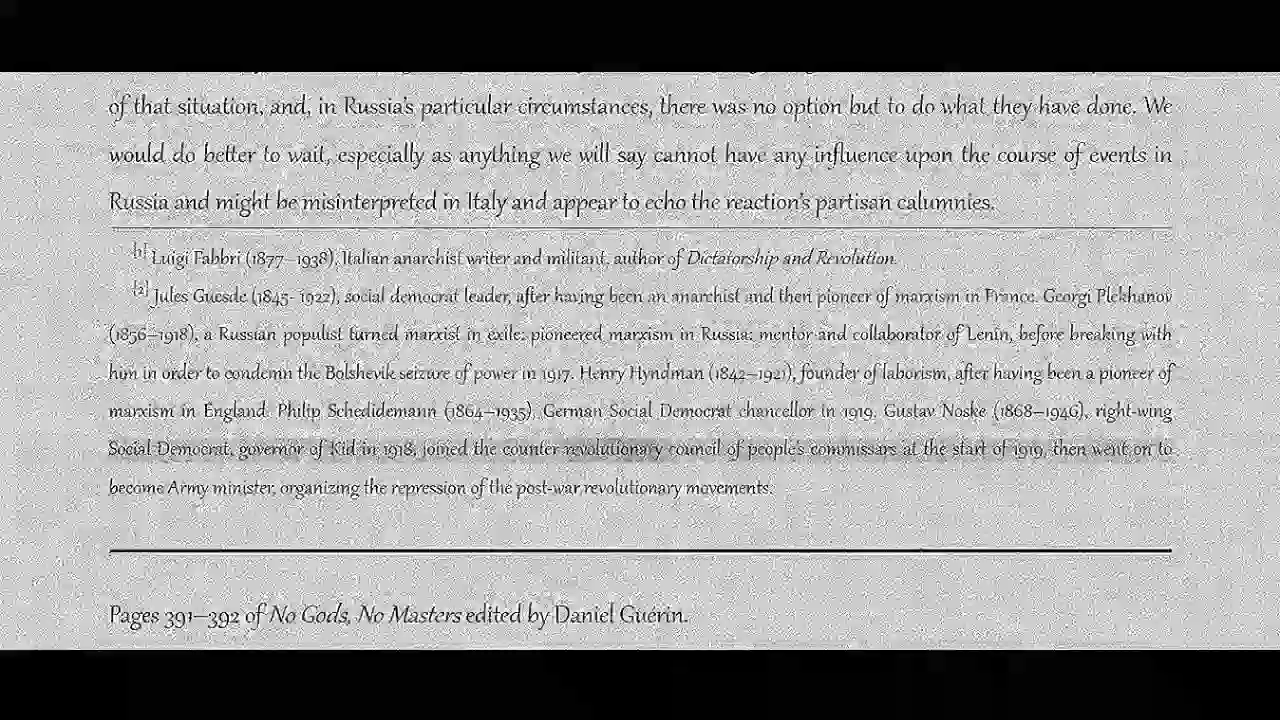 of that situation, and, in Russia's particular circumstances, there was no option but to do what they have done. We
would do better to wait, especially as anything we will say cannot have any influence upon the course of events in
Russia and might be misinterpreted in Italy and appear to echo the reaction's partisan calumnies.
[1] Luigi Fabbri (1877–1938), Italian anarchist writer and militant, author of Dictatorship and Revolution.
[2] Jules Guesde (1845- 1922), social democrat leader, after having been an anarchist and then pioneer of marxism in France. Georgi Plekhanov
(1856–1918), a Russian populist turned marxist in exile: pioneered marxism in Russia: mentor and collaborator of Lenin, before breaking with
him in order to condemn the Bolshevik seizure of power in 1917. Henry Hyndman (1842–1921), founder of laborism, after having been a pioneer of
marxism in England. Philip Schedidemann (1864–1935), German Social Democrat chancellor in 1919. Gustav Noske (1868–1946), right-wing
Social Democrat, governor of Kid in 1918, joined the counter revolutionary council of people's commissars at the start of 1919, then went on to
become Army minister, organizing the repression of the post-war revolutionary movements.
Pages 391–392 of No Gods, No Masters edited by Daniel Guérin.